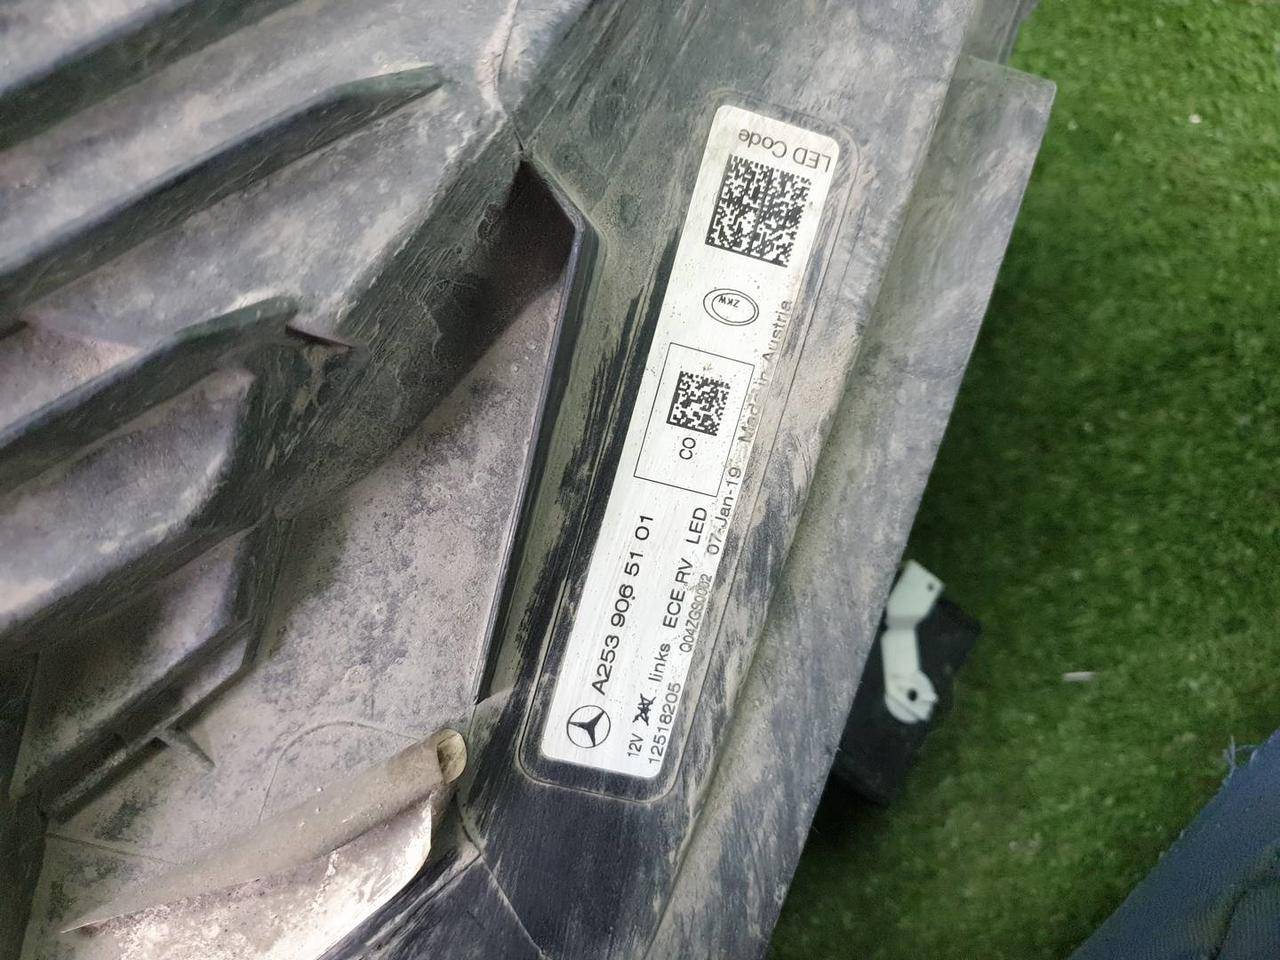 A253 906 51 01
12V links ECE RV LED
12518205 Q04ZGS0002 07-Jan-19 Made in Austria
CO
ZKW
LED Code